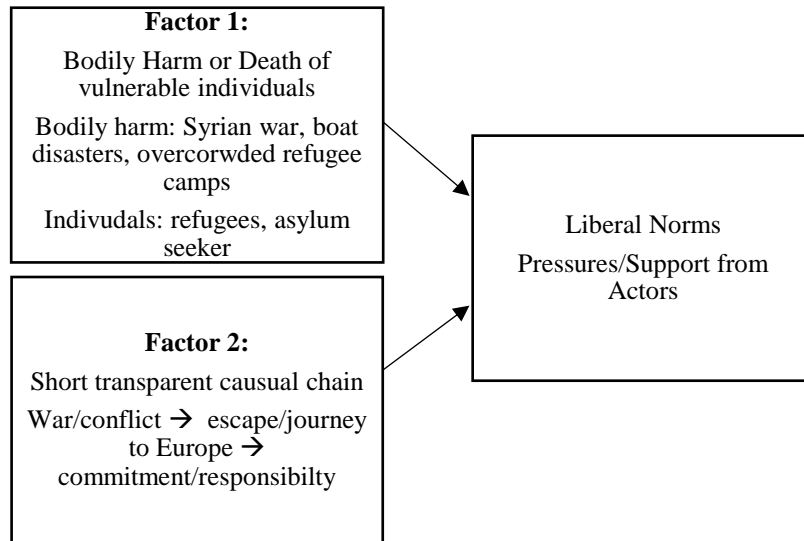 Factor 1:
Bodily Harm or Death of
vulnerable individuals
Bodily harm: Syrian war, boat
disasters, overcorwded refugee
camps
Indivudals: refugees, asylum
seeker
Factor 2:
Short transparent causual chain
War/conflict → escape/journey
to Europe →
commitment/responsibilty
Liberal Norms
Pressures/Support from
Actors